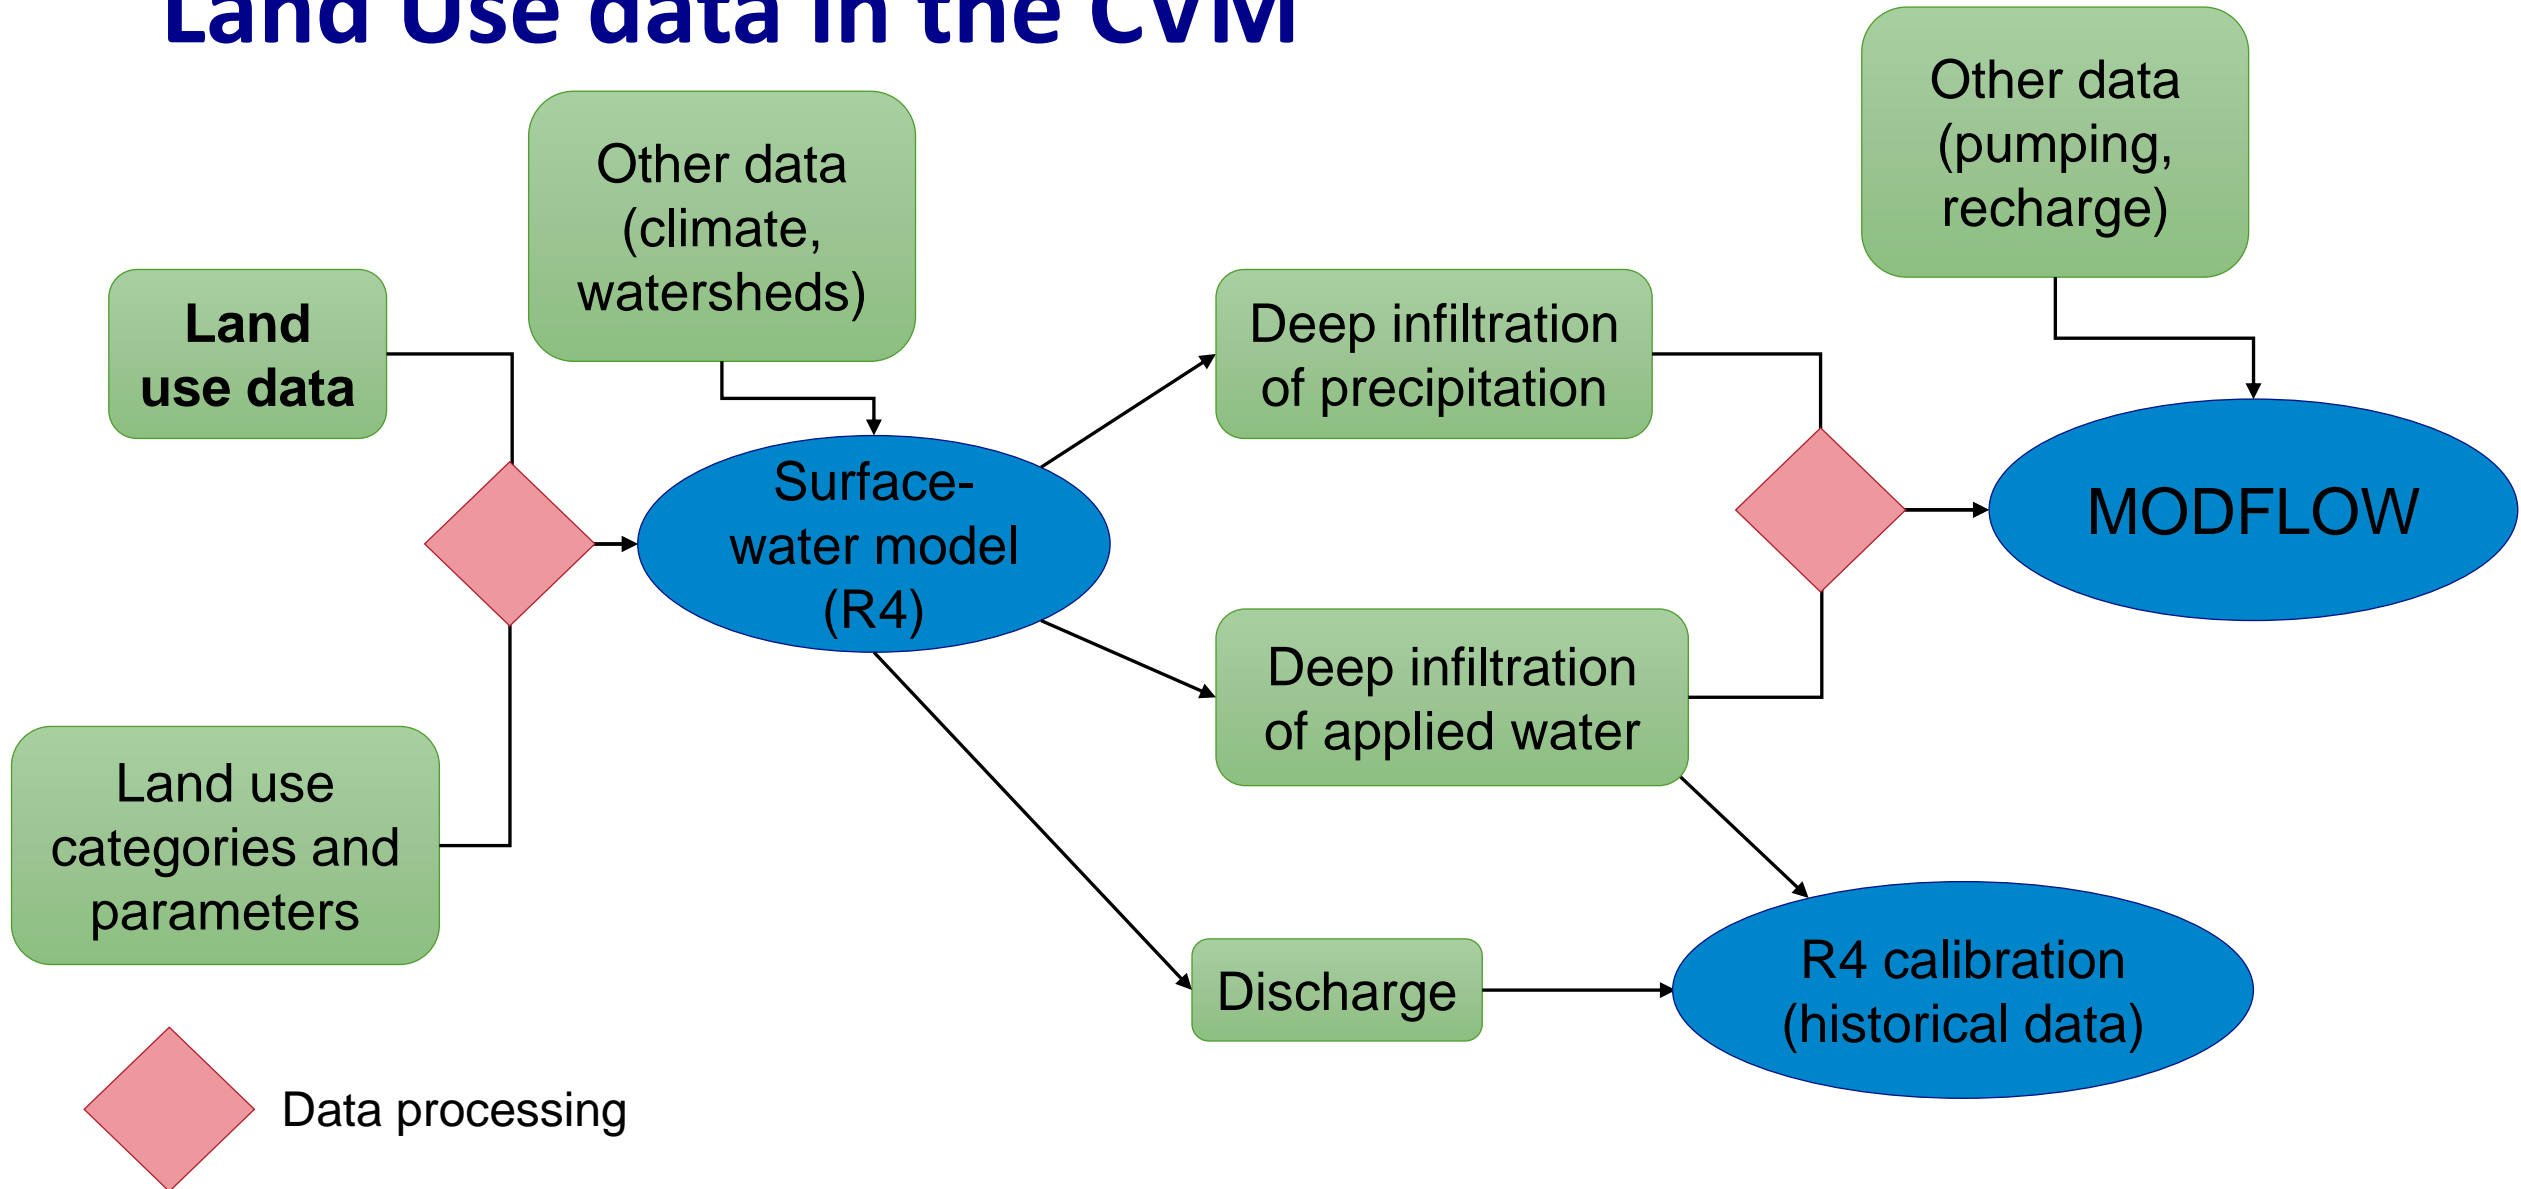 Land Use data in the CVM
Other data
(climate,
watersheds)
Other data
(pumping,
recharge)
Land
use data
Deep infiltration
of precipitation
Surface-
water model
(R4)
MODFLOW
Deep infiltration
of applied water
Land use
categories and
parameters
Discharge
R4 calibration
(historical data)
Data processing